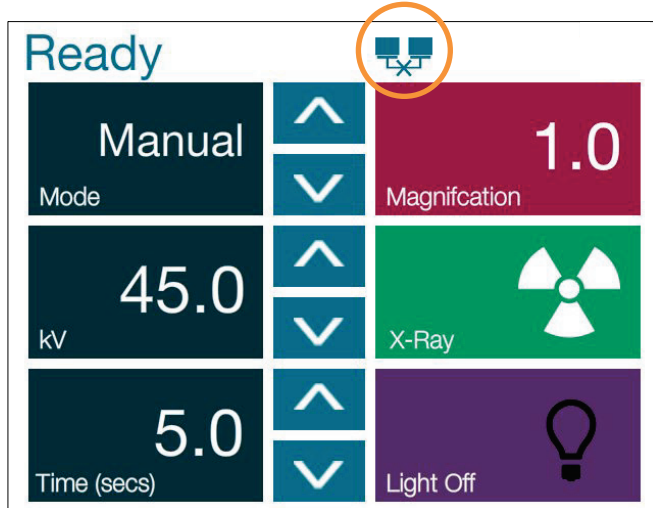 Ready
Manual
Mode
1.0
Magnifcation
45.0
kV
X-Ray
5.0
Time (secs)
Light Off